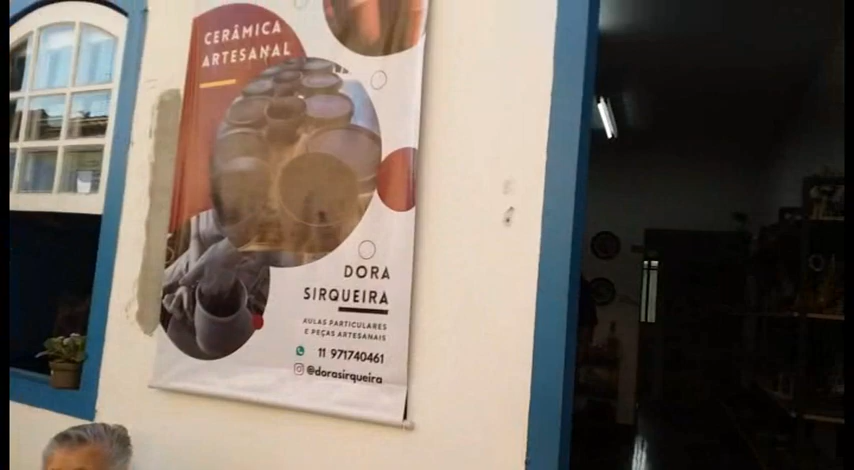 CERÂMICA
ARTESANAL
DORA
SIRQUEIRA
AULAS PARTICULARES
E PEÇAS ARTESANAIS
11 971740461
@dorasirqueira